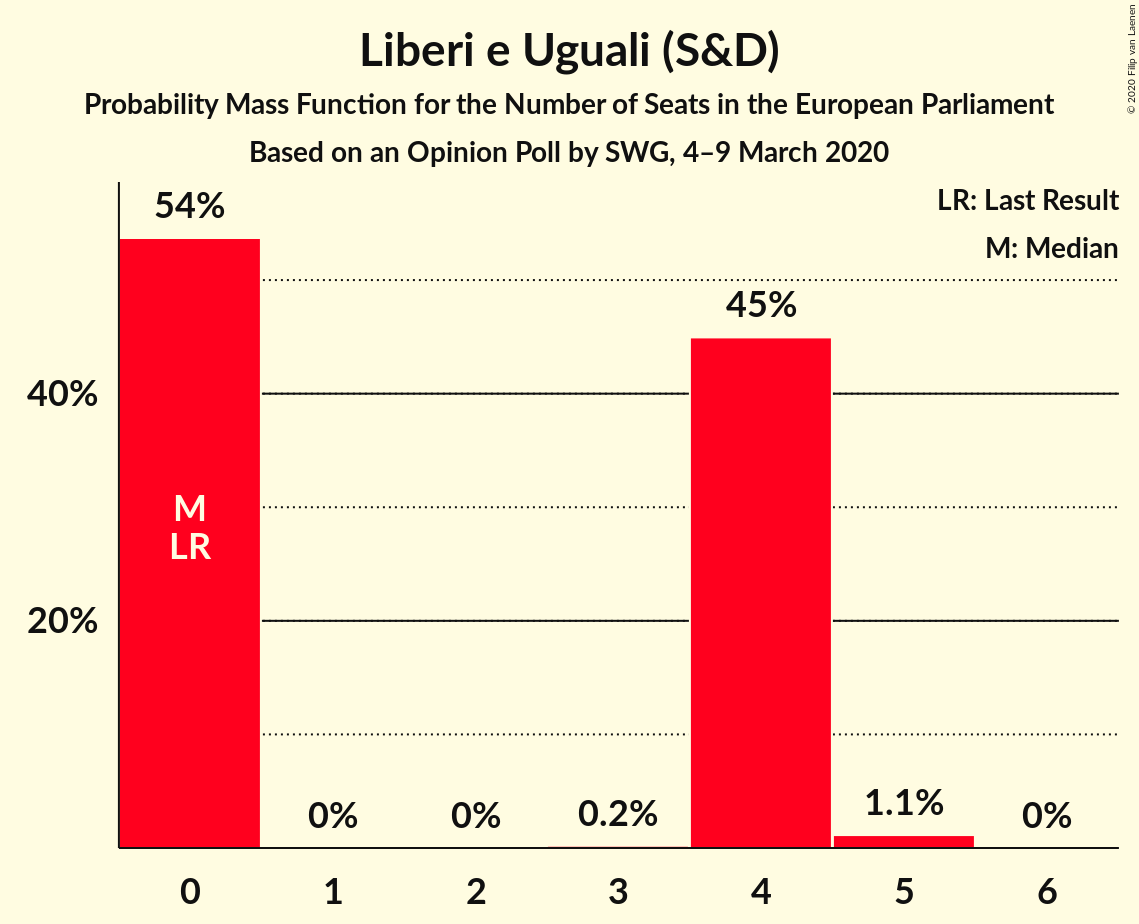 Liberi e Uguali (S&D)
Probability Mass Function for the Number of Seats in the European Parliament
Based on an Opinion Poll by SWG, 4–9 March 2020
© 2020 Filip van Laenen
LR: Last Result
M: Median
54%
45%
40%
M
LR
20%
0%
0%
0.2%
1.1%
0%
0
1
2
3
4
5
6